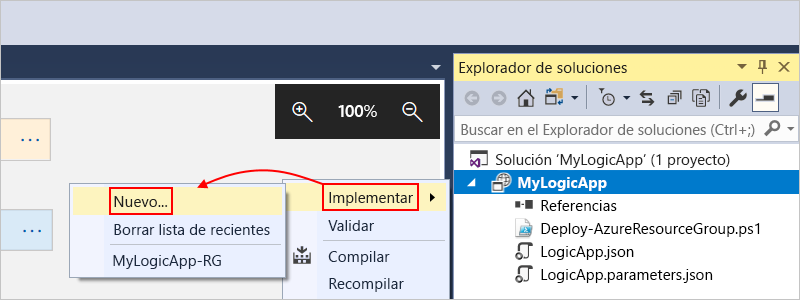 Explorador de soluciones
100%
Buscar en el Explorador de soluciones (Ctrl+;)
Solución 'MyLogicApp' (1 proyecto)
MyLogicApp
Referencias
Deploy-AzureResourceGroup.ps1
LogicApp.json
LogicApp.parameters.json
Implementar
Validar
Compilar
Recompilar
Nuevo...
Borrar lista de recientes
MyLogicApp-RG